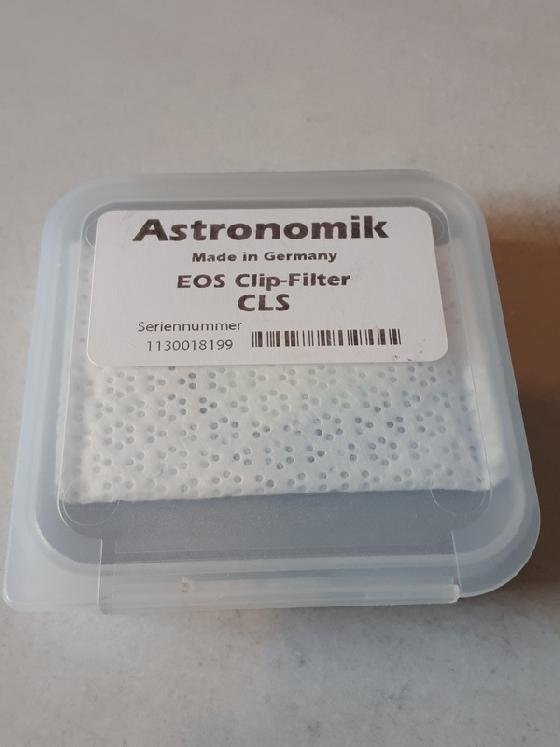 Astronomik
Made in Germany
EOS Clip-Filter
CLS
Seriennummer
1130018199